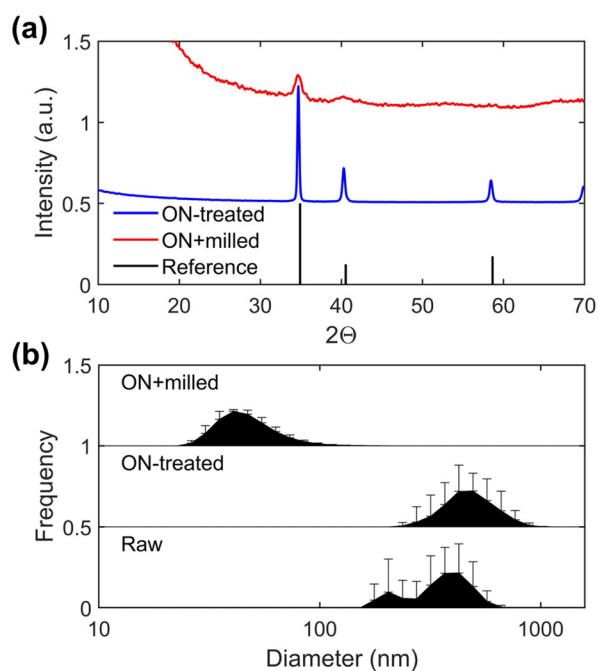 (a)
1.5
1
0.5
0
Intensity (a.u.)
ON-treated
ON+milled
Reference
10 20 30 40 50 60 70
2Θ
(b)
1.5
1
0.5
0
Frequency
ON+milled
ON-treated
Raw
10 100 1000
Diameter (nm)